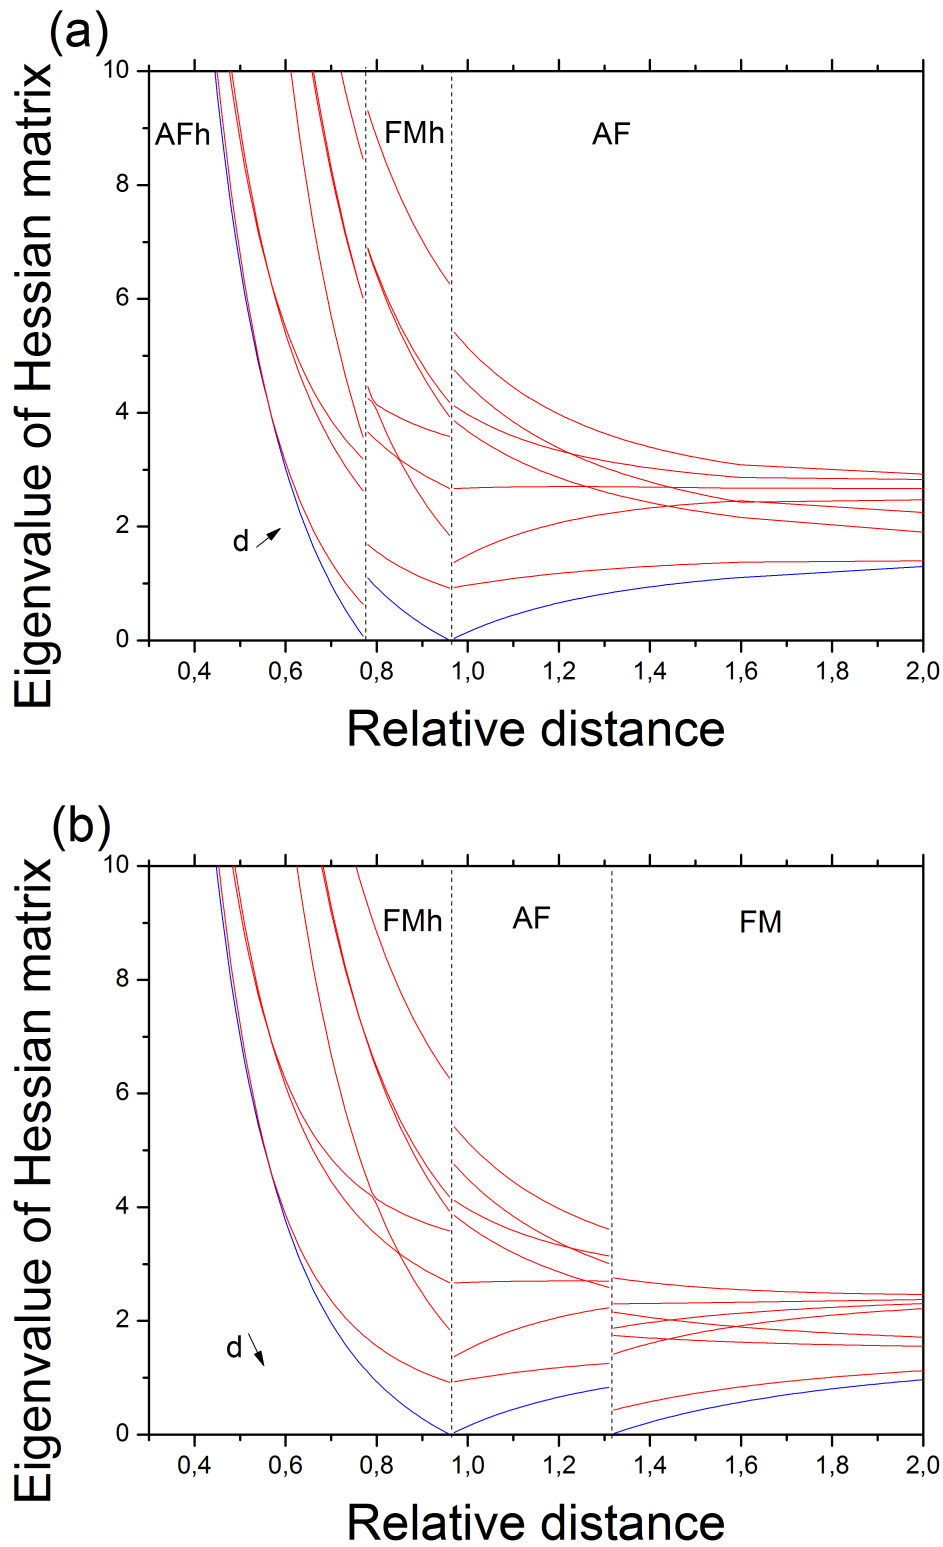 (a)
Eigenvalue of Hessian matrix
10
8
6
4
2
0
AFh
FMh
AF
d
0,4 0,6 0,8 1,0 1,2 1,4 1,6 1,8 2,0
Relative distance
(b)
Eigenvalue of Hessian matrix
10
8
6
4
2
0
FMh
AF
FM
d
0,4 0,6 0,8 1,0 1,2 1,4 1,6 1,8 2,0
Relative distance